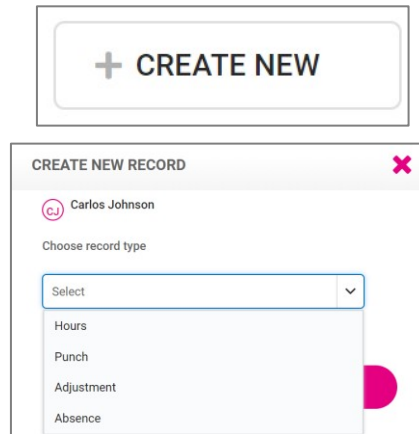 + CREATE NEW
CREATE NEW RECORD
CJ Carlos Johnson
Choose record type
Select
Hours
Punch
Adjustment
Absence